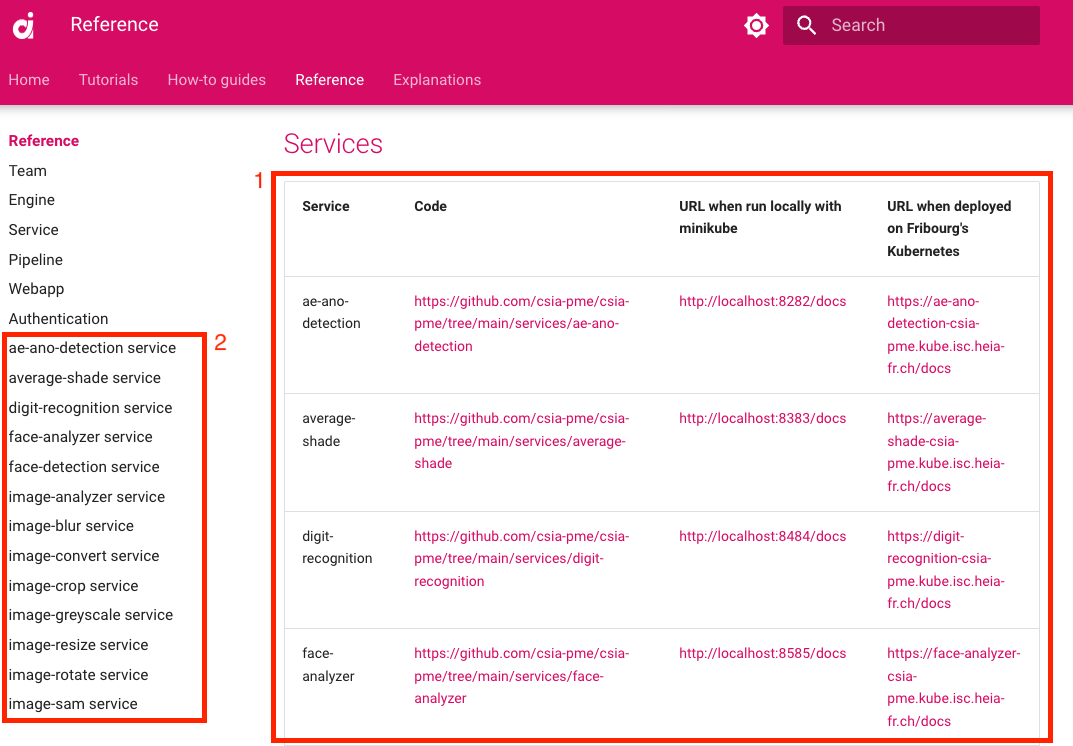 Reference
Search
Home Tutorials How-to guides Reference Explanations
Reference
Team
Engine
Service
Pipeline
Webapp
Authentication
ae-ano-detection service
average-shade service
digit-recognition service
face-analyzer service
face-detection service
image-analyzer service
image-blur service
image-convert service
image-crop service
image-greyscale service
image-resize service
image-rotate service
image-sam service
2
Services
1
Service Code URL when run locally with URL when deployed
minikube on Fribourg's
Kubernetes
ae-ano- https://github.com/csia-pme/csia- http://localhost:8282/docs https://ae-ano-
detection pme/tree/main/services/ae-ano- detection-csia-
detection pme.kube.isc.heia-
fr.ch/docs
average- https://github.com/csia-pme/csia- http://localhost:8383/docs https://average-
shade pme/tree/main/services/average- shade-csia-
shade pme.kube.isc.heia-
fr.ch/docs
digit- https://github.com/csia-pme/csia- http://localhost:8484/docs https://digit-
recognition pme/tree/main/services/digit- recognition-csia-
recognition pme.kube.isc.heia-
fr.ch/docs
face- https://github.com/csia-pme/csia- http://localhost:8585/docs https://face-analyzer-
analyzer pme/tree/main/services/face- csia-
analyzer pme.kube.isc.heia-
fr.ch/docs